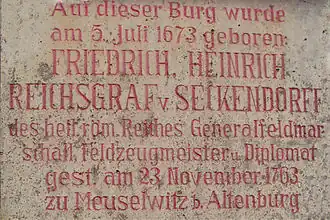 Auf dieser Burg wurde
am 5. Juli 1673 geboren:
FRIEDRICH HEINRICH
REICHSGRAF v. SECKENDORFF
des heil. röm. Reiches Generalfeldmar
schall, Feldzeugmeister u. Diplomat
gest. am 23. November 1763
zu Meuselwitz b. Altenburg